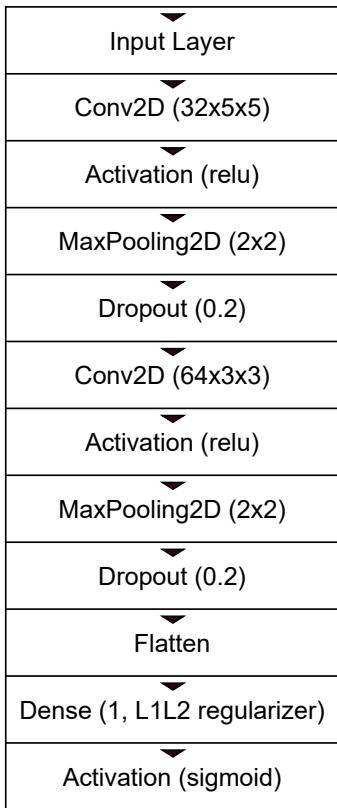 Input Layer
Conv2D (32x5x5)
Activation (relu)
MaxPooling2D (2x2)
Dropout (0.2)
Conv2D (64x3x3)
Activation (relu)
MaxPooling2D (2x2)
Dropout (0.2)
Flatten
Dense (1, L1L2 regularizer)
Activation (sigmoid)